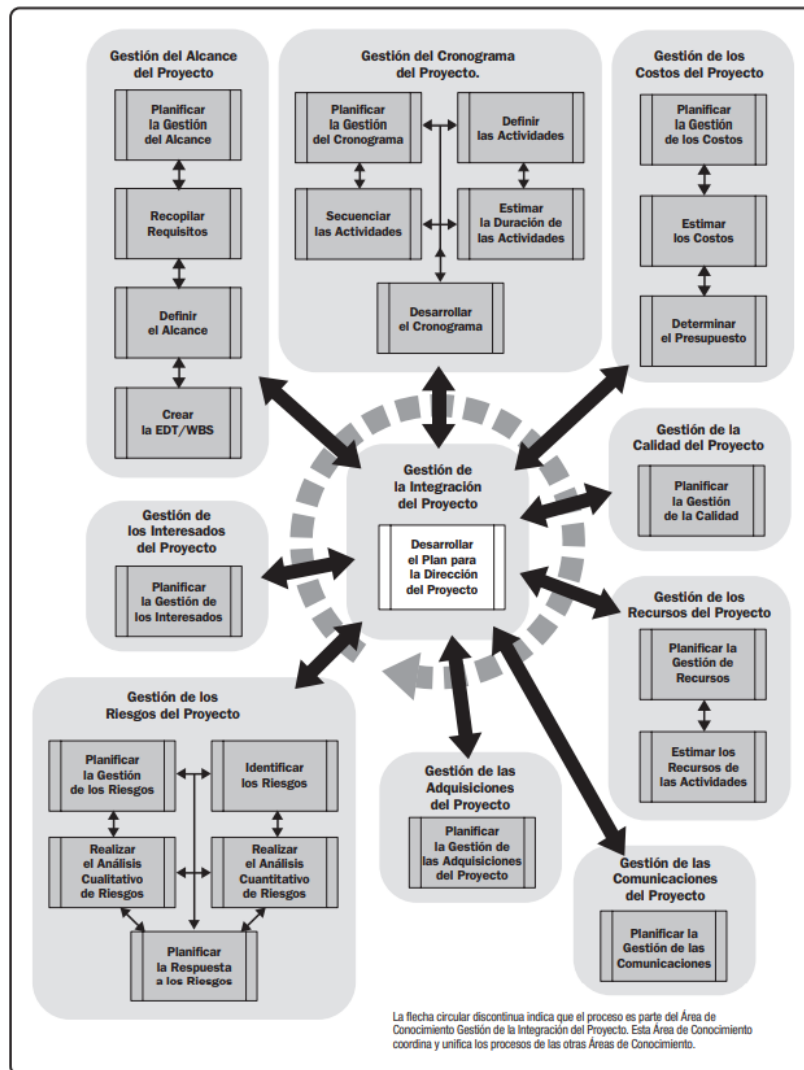 Gestión del Alcance
del Proyecto
Planificar
la Gestión
del Alcance
Recopilar
Requisitos
Definir
el Alcance
Crear
la EDT/WBS
Gestión del Cronograma
del Proyecto.
Planificar
la Gestión
del Cronograma
Definir
las Actividades
Secuenciar
las Actividades
Estimar
la Duración de
las Actividades
Desarrollar
el Cronograma
Gestión de los
Costos del Proyecto
Planificar
la Gestión
de los Costos
Estimar
los Costos
Determinar
el Presupuesto
Gestión de
la Integración
del Proyecto
Desarrollar
el Plan para
la Dirección
del Proyecto
Gestión de la
Calidad del Proyecto
Planificar
la Gestión
de la Calidad
Gestión de
los Interesados
del Proyecto
Planificar
la Gestión de
los Interesados
Gestión de los
Recursos del Proyecto
Planificar la
Gestión de
Recursos
Estimar los
Recursos de
las Actividades
Gestión de los
Riesgos del Proyecto
Planificar
la Gestión
de los Riesgos
Identificar
los Riesgos
Realizar
el Análisis
Cualitativo
de Riesgos
Realizar
el Análisis
Cuantitativo
de Riesgos
Planificar
la Respuesta
a los Riesgos
Gestión de las
Adquisiciones
del Proyecto
Planificar
la Gestión de
las Adquisiciones
del Proyecto
Gestión de las
Comunicaciones
del Proyecto
Planificar la
Gestión de las
Comunicaciones
La flecha circular discontinua indica que el proceso es parte del Área de
Conocimiento Gestión de la Integración del Proyecto. Esta Área de Conocimiento
coordina y unifica los procesos de las otras Áreas de Conocimiento.